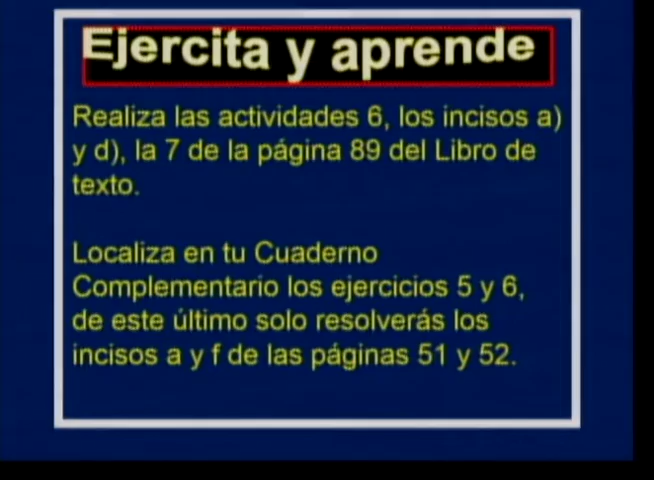 Ejercita y aprende
Realiza las actividades 6, los incisos a)
y d), la 7 de la página 89 del Libro de
texto.
Localiza en tu Cuaderno
Complementario los ejercicios 5 y 6,
de este último solo resolverás los
incisos a y f de las páginas 51 y 52.